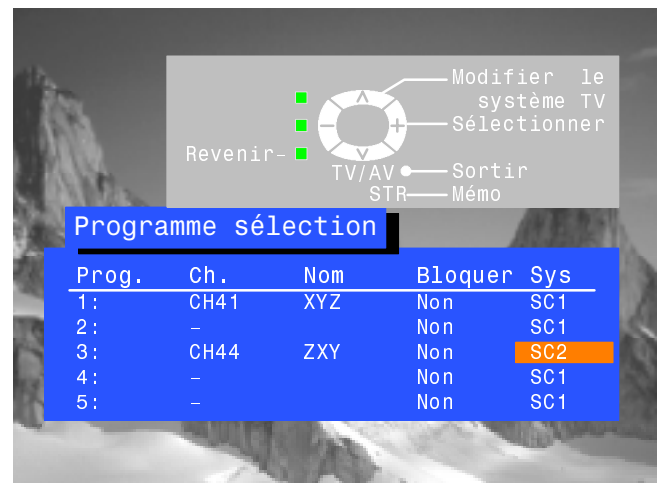 Modifier le
système TV
Sélectionner
Revenir–
TV/AV Sortir
STR Mémo
Programme sélection
Prog. Ch. Nom Bloquer Sys
1: CH41 XYZ Non SC1
2: – Non SC1
3: CH44 ZXY Non SC2
4: – Non SC1
5: – Non SC1